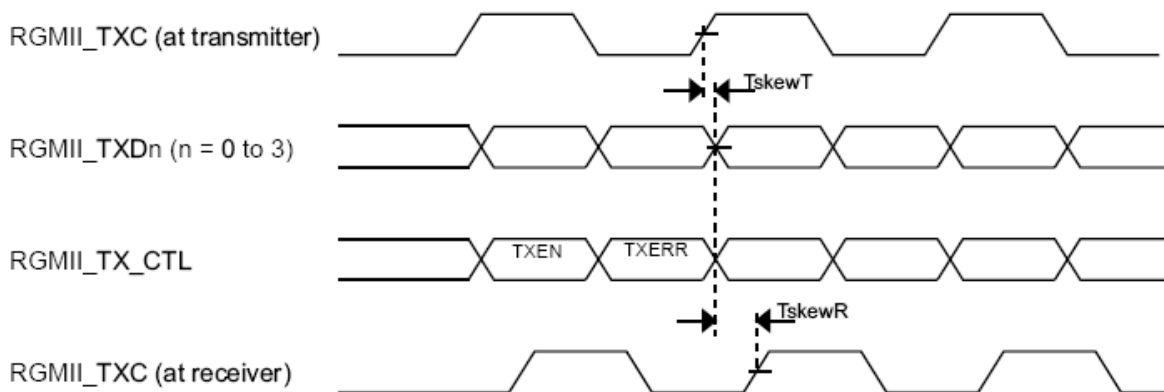 RGMII_TXC (at transmitter)
TskewT
RGMII_TXDn (n = 0 to 3)
RGMII_TX_CTL
TXEN
TXERR
TskewR
RGMII_TXC (at receiver)